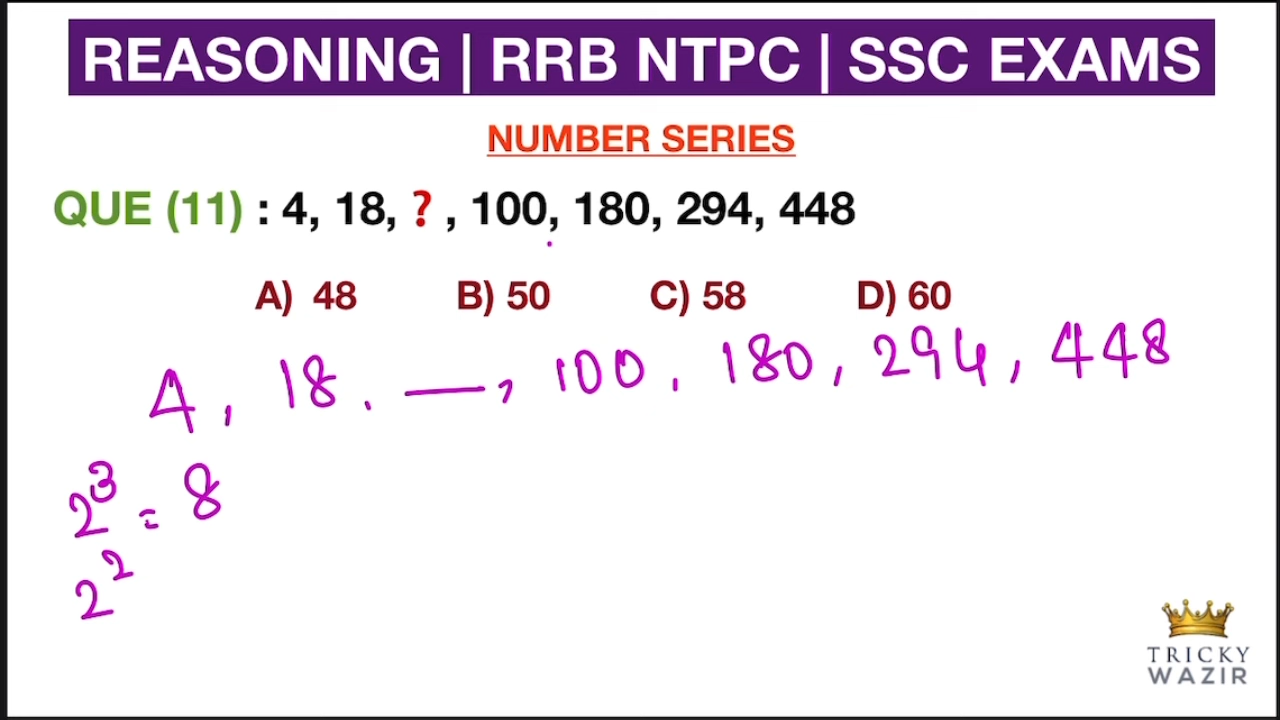 REASONING | RRB NTPC | SSC EXAMS
NUMBER SERIES
QUE (11) : 4, 18, ? , 100, 180, 294, 448
A) 48 B) 50 C) 58 D) 60
4, 18, —, 100, 180, 294, 448
2³ = 8
2²
TRICKY
WAZIR